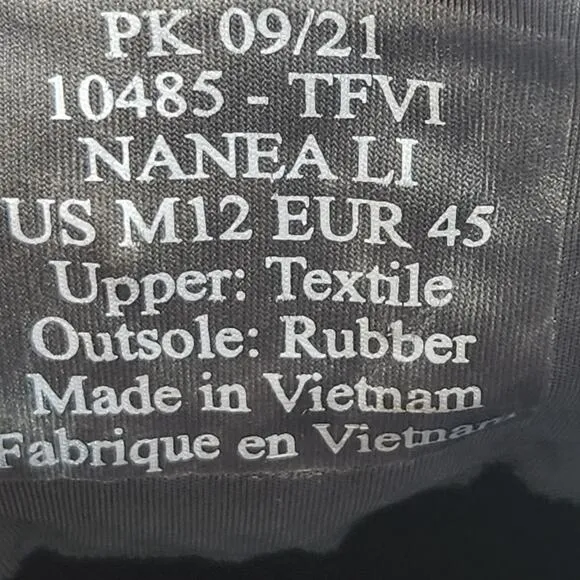 PK 09/21
10485 - TFVI
NANEA LI
US M12 EUR 45
Upper: Textile
Outsole: Rubber
Made in Vietnam
Fabrique en Vietnam